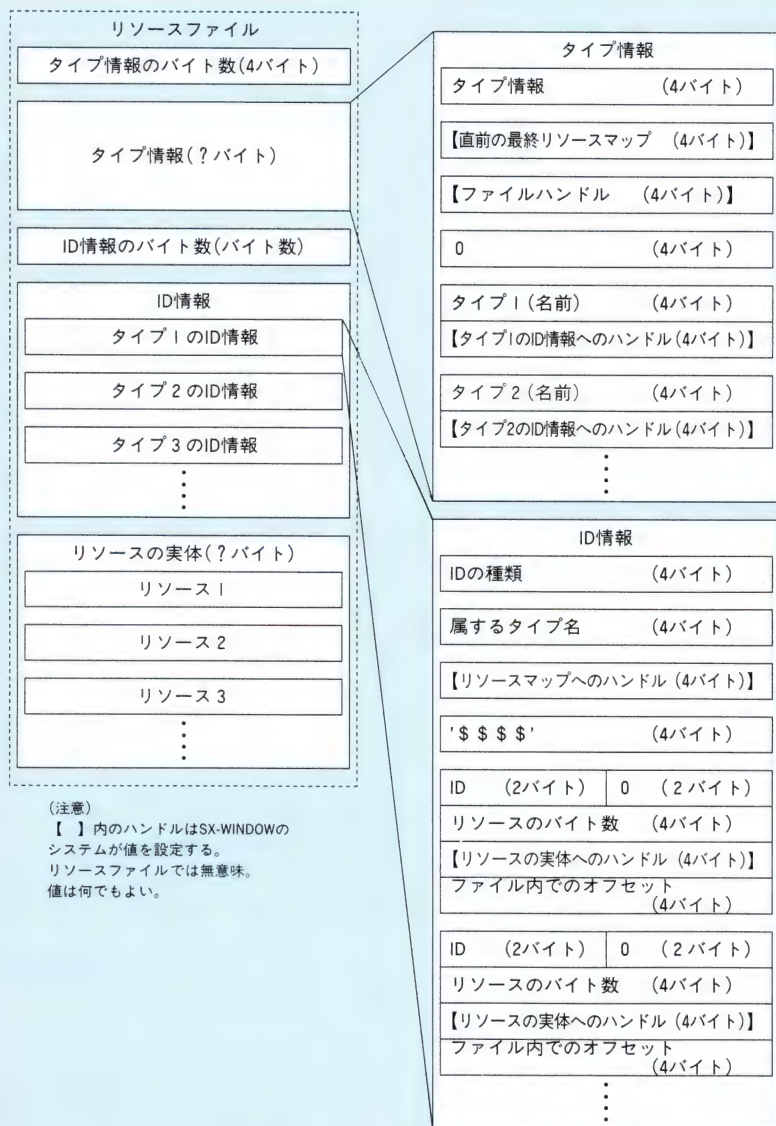 リソースファイル
タイプ情報のバイト数(4バイト)
タイプ情報(?バイト)
ID情報のバイト数(バイト数)
ID情報
タイプ1のID情報
タイプ2のID情報
タイプ3のID情報
リソースの実体(?バイト)
リソース1
リソース2
リソース3
(注意)
【 】内のハンドルはSX-WINDOWの
システムが値を設定する。
リソースファイルでは無意味。
値は何でもよい。
タイプ情報
タイプ情報 (4バイト)
【直前の最終リソースマップ (4バイト)】
【ファイルハンドル (4バイト)】
0 (4バイト)
タイプ1(名前) (4バイト)
【タイプ1のID情報へのハンドル(4バイト)】
タイプ2(名前) (4バイト)
【タイプ2のID情報へのハンドル(4バイト)】
ID情報
IDの種類 (4バイト)
属するタイプ名 (4バイト)
【リソースマップへのハンドル(4バイト)】
'$$$$' (4バイト)
ID (2バイト) 0 (2バイト)
リソースのバイト数 (4バイト)
【リソースの実体へのハンドル(4バイト)】
ファイル内でのオフセット
(4バイト)
ID (2バイト) 0 (2バイト)
リソースのバイト数 (4バイト)
【リソースの実体へのハンドル(4バイト)】
ファイル内でのオフセット
(4バイト)